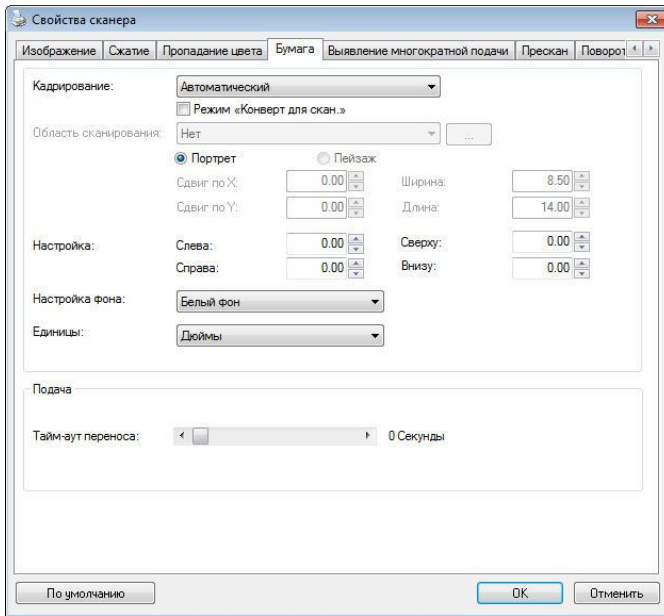 Свойства сканера
Изображение Сжатие Пропадание цвета Бумага Выявление многократной подачи Прескан Поворот
Кадрирование: Автоматический
Режим «Конверт для скан.»
Область сканирования: Нет ...
Портрет Пейзаж
Сдвиг по X: 0.00 Ширина: 8.50
Сдвиг по Y: 0.00 Длина: 14.00
Настройка: Слева: 0.00 Сверху: 0.00
Справа: 0.00 Внизу: 0.00
Настройка фона: Белый фон
Единицы: Дюймы
Подача
Тайм-аут переноса: 0 Секунды
По умолчанию OK Отменить